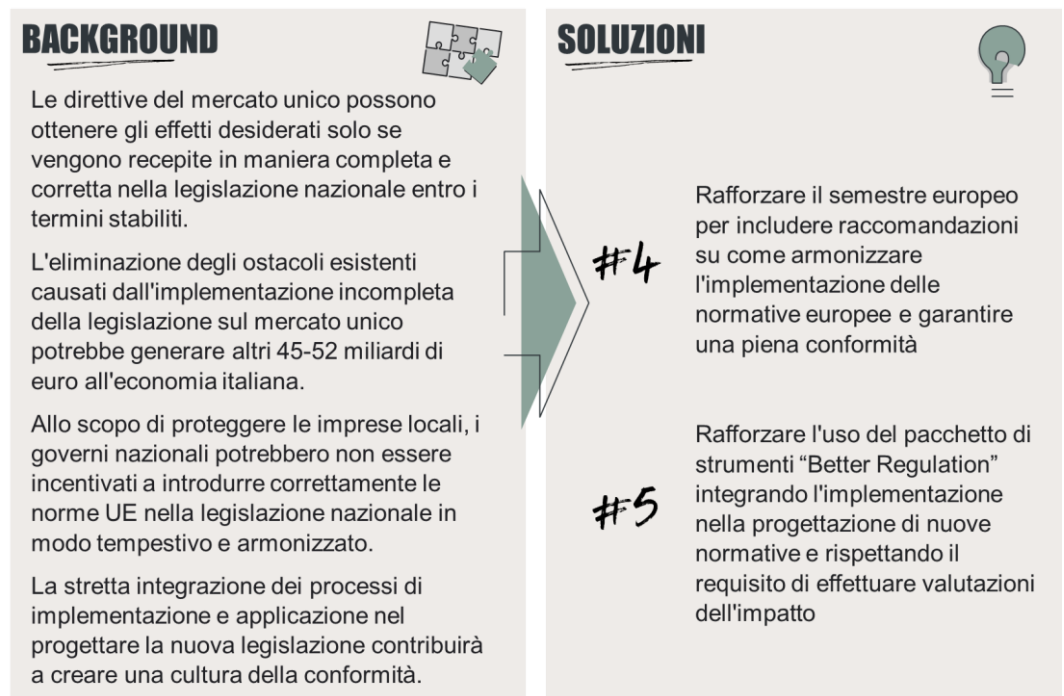 BACKGROUND
Le direttive del mercato unico possono
ottenere gli effetti desiderati solo se
vengono recepite in maniera completa e
corretta nella legislazione nazionale entro i
termini stabiliti.
L'eliminazione degli ostacoli esistenti
causati dall'implementazione incompleta
della legislazione sul mercato unico
potrebbe generare altri 45-52 miliardi di
euro all'economia italiana.
Allo scopo di proteggere le imprese locali, i
governi nazionali potrebbero non essere
incentivati a introdurre correttamente le
norme UE nella legislazione nazionale in
modo tempestivo e armonizzato.
La stretta integrazione dei processi di
implementazione e applicazione nel
progettare la nuova legislazione contribuirà
a creare una cultura della conformità.
SOLUZIONI
#4
Rafforzare il semestre europeo
per includere raccomandazioni
su come armonizzare
l'implementazione delle
normative europee e garantire
una piena conformità
#5
Rafforzare l'uso del pacchetto di
strumenti “Better Regulation”
integrando l'implementazione
nella progettazione di nuove
normative e rispettando il
requisito di effettuare valutazioni
dell'impatto